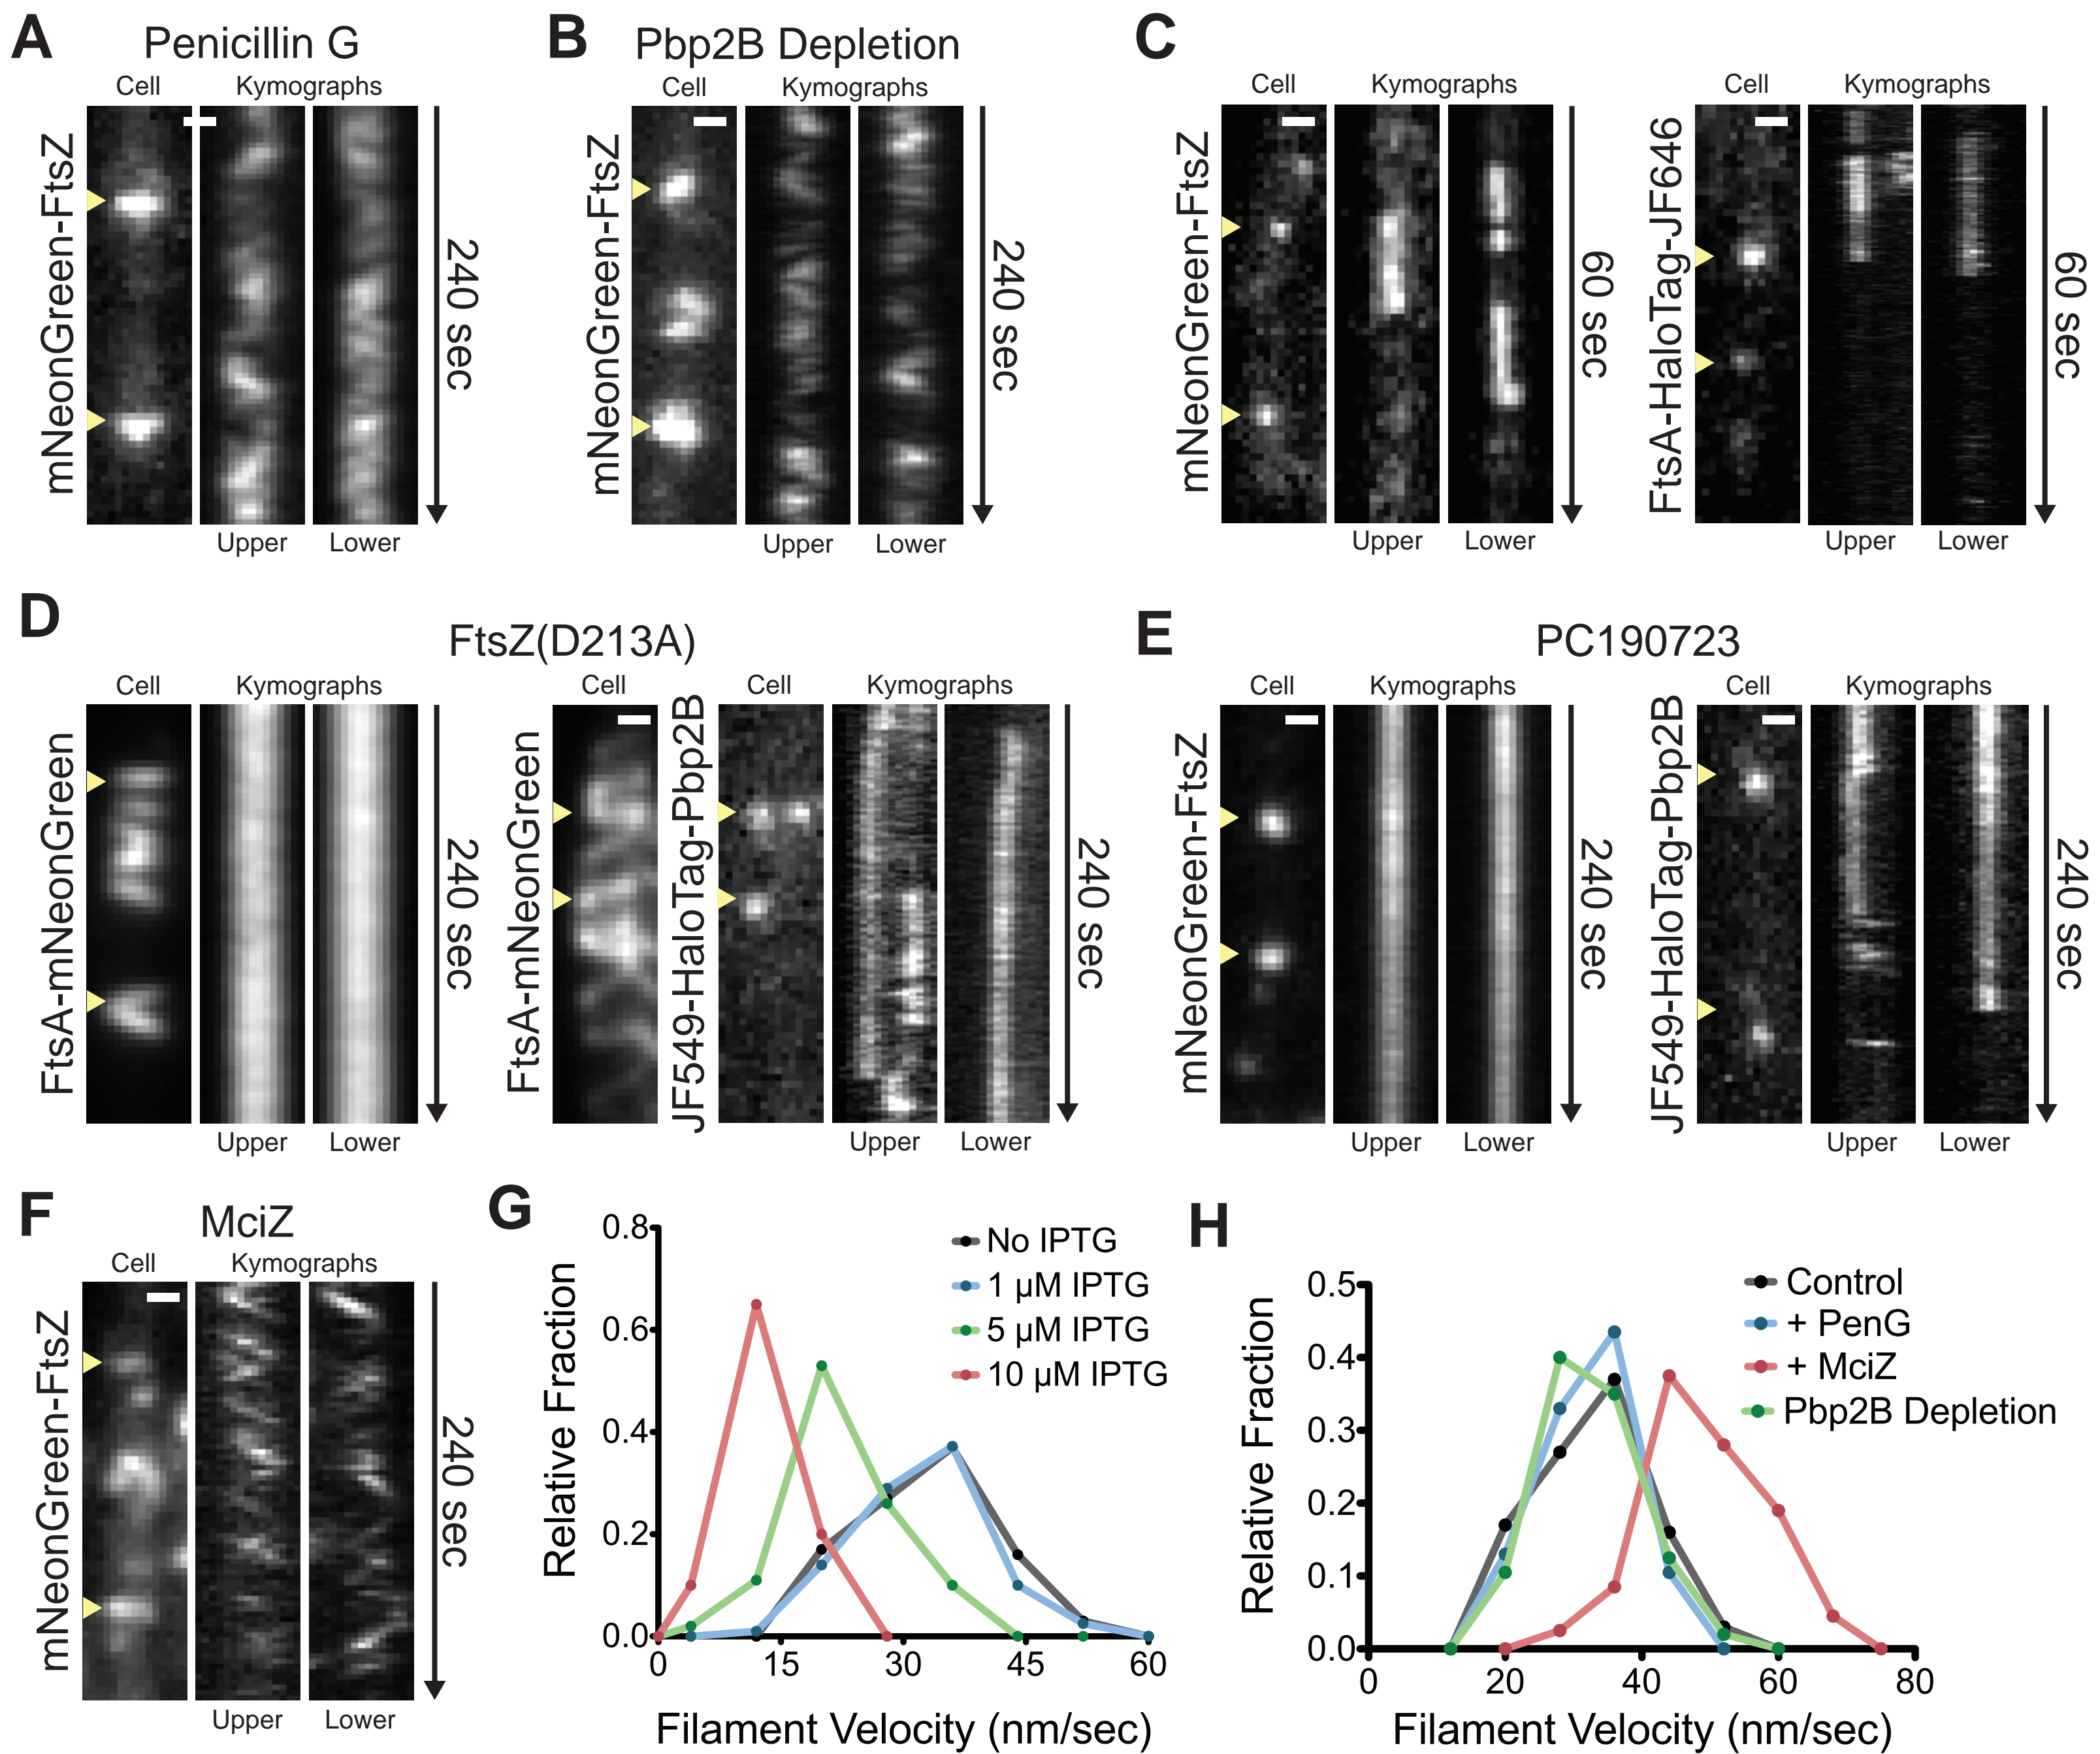 A
Penicillin G
Cell
Kymographs
mNeonGreen-FtsZ
240 sec
Upper
Lower
B
Pbp2B Depletion
Cell
Kymographs
mNeonGreen-FtsZ
240 sec
Upper
Lower
C
Cell
Kymographs
mNeonGreen-FtsZ
60 sec
Upper
Lower
Cell
Kymographs
FtsA-HaloTag-JF646
60 sec
Upper
Lower
D
FtsZ(D213A)
Cell
Kymographs
FtsA-mNeonGreen
240 sec
Upper
Lower
Cell
Cell
Kymographs
FtsA-mNeonGreen
JF549-HaloTag-Pbp2B
240 sec
Upper
Lower
E
PC190723
Cell
Kymographs
mNeonGreen-FtsZ
240 sec
Upper
Lower
Cell
Kymographs
JF549-HaloTag-Pbp2B
240 sec
Upper
Lower
F
MciZ
Cell
Kymographs
mNeonGreen-FtsZ
240 sec
Upper
Lower
G
0.8
0.6
0.4
0.2
0.0
Relative Fraction
No IPTG
1 µM IPTG
5 µM IPTG
10 µM IPTG
0 15 30 45 60
Filament Velocity (nm/sec)
H
0.5
0.4
0.3
0.2
0.1
0.0
Relative Fraction
Control
+ PenG
+ MciZ
Pbp2B Depletion
0 20 40 60 80
Filament Velocity (nm/sec)